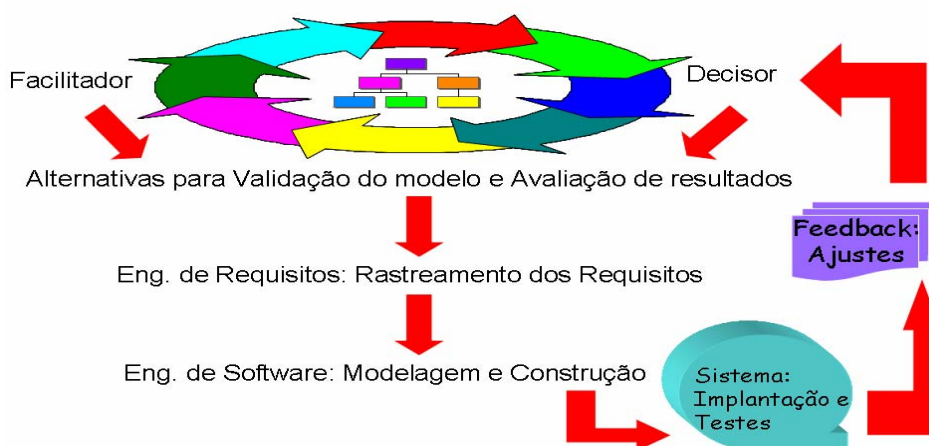 Facilitador
Decisor
Alternativas para Validação do modelo e Avaliação de resultados
Eng. de Requisitos: Rastreamento dos Requisitos
Eng. de Software: Modelagem e Construção
Sistema:
Implantação e
Testes
Feedback:
Ajustes